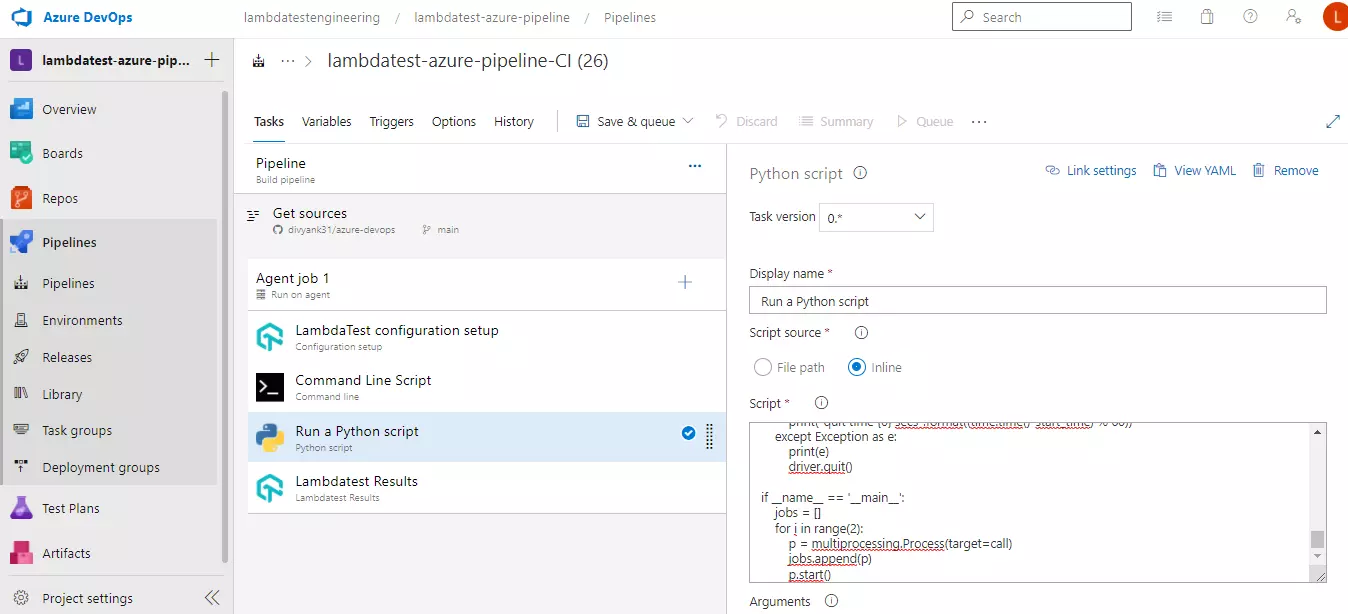 Azure DevOps
lambdatestengineering / lambdatest-azure-pipeline / Pipelines
Search
L
L
lambdatest-azure-pip...
Overview
Boards
Repos
Pipelines
Pipelines
Environments
Releases
Library
Task groups
Deployment groups
Test Plans
Artifacts
Project settings
... > lambdatest-azure-pipeline-CI (26)
Tasks Variables Triggers Options History Save & queue Discard Summary Queue ...
Pipeline
Build pipeline
Get sources
divyank31/azure-devops main
Agent job 1
Run on agent
LambdaTest configuration setup
Configuration setup
Command Line Script
Command line
Run a Python script
Python script
Lambdatest Results
Lambdatest Results
Python script
Link settings View YAML Remove
Task version 0.*
Display name *
Run a Python script
Script source *
File path Inline
Script *
except Exception as e:
print(e)
driver.quit()
if __name__ == '__main__':
jobs = []
for i in range(2):
p = multiprocessing.Process(target=call)
jobs.append(p)
p.start()
Arguments